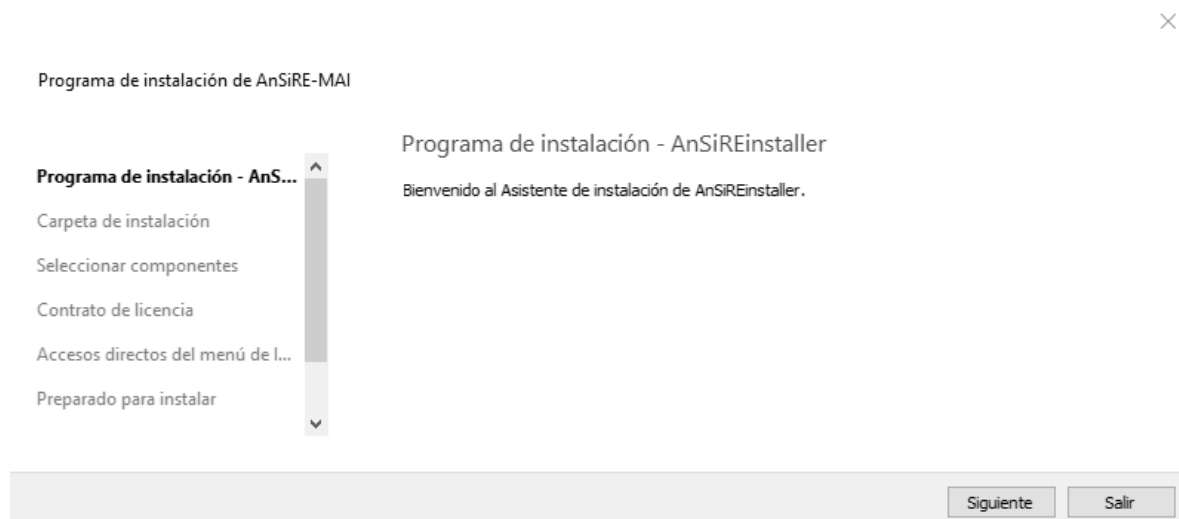 Programa de instalación de AnSiRE-MAI
Programa de instalación - AnS...
Carpeta de instalación
Seleccionar componentes
Contrato de licencia
Accesos directos del menú de I...
Preparado para instalar
Programa de instalación - AnSiREinstaller
Bienvenido al Asistente de instalación de AnSiREinstaller.
Siguiente
Salir